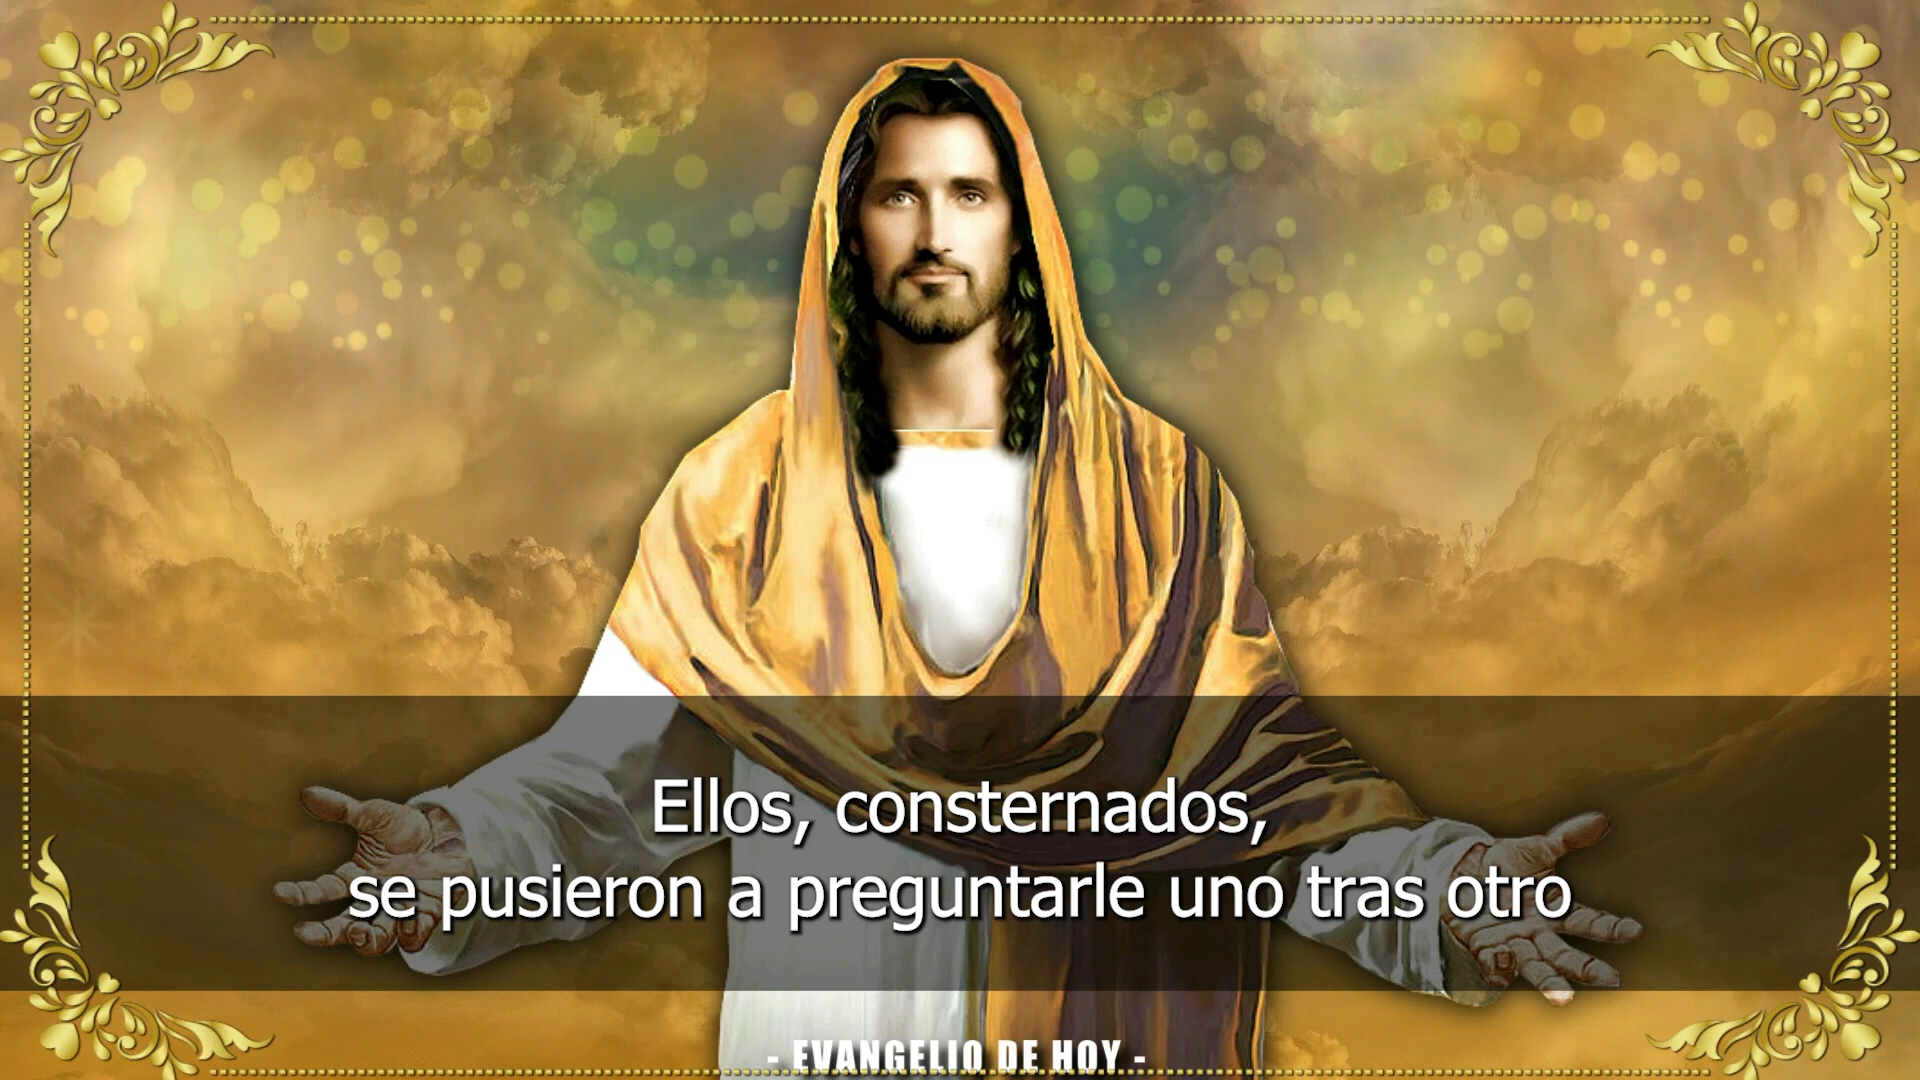 Ellos, consternados,
se pusieron a preguntarle uno tras otro
- EVANGELIO DE HOY -